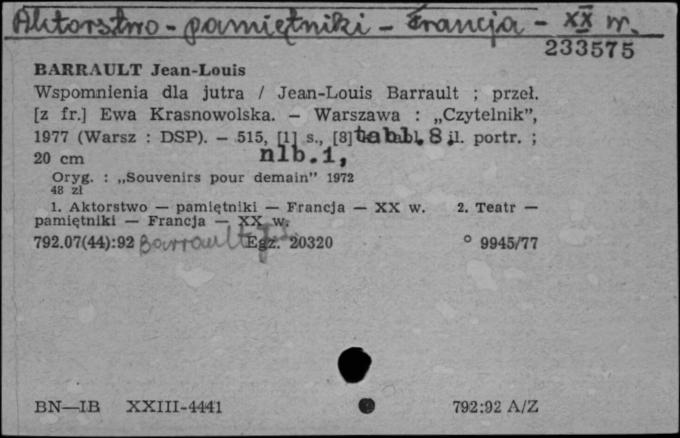 Aktorstwo - pamiętniki - Francja - XX w.
233575
BARRAULT Jean-Louis
Wspomnienia dla jutra / Jean-Louis Barrault ; przeł.
[z fr.] Ewa Krasnowolska. — Warszawa : „Czytelnik”,
1977 (Warsz : DSP). — 515, [1] s., [8] tabl. 8. il. portr. ;
20 cm nlb. 1,
Oryg. : „Souvenirs pour demain” 1972
48 zł
1. Aktorstwo — pamiętniki — Francja — XX w. 2. Teatr —
pamiętniki — Francja — XX w.
792.07(44):92 Barrault Egz. 20320 ° 9945/77
BN—IB XXIII-4441 792:92 A/Z